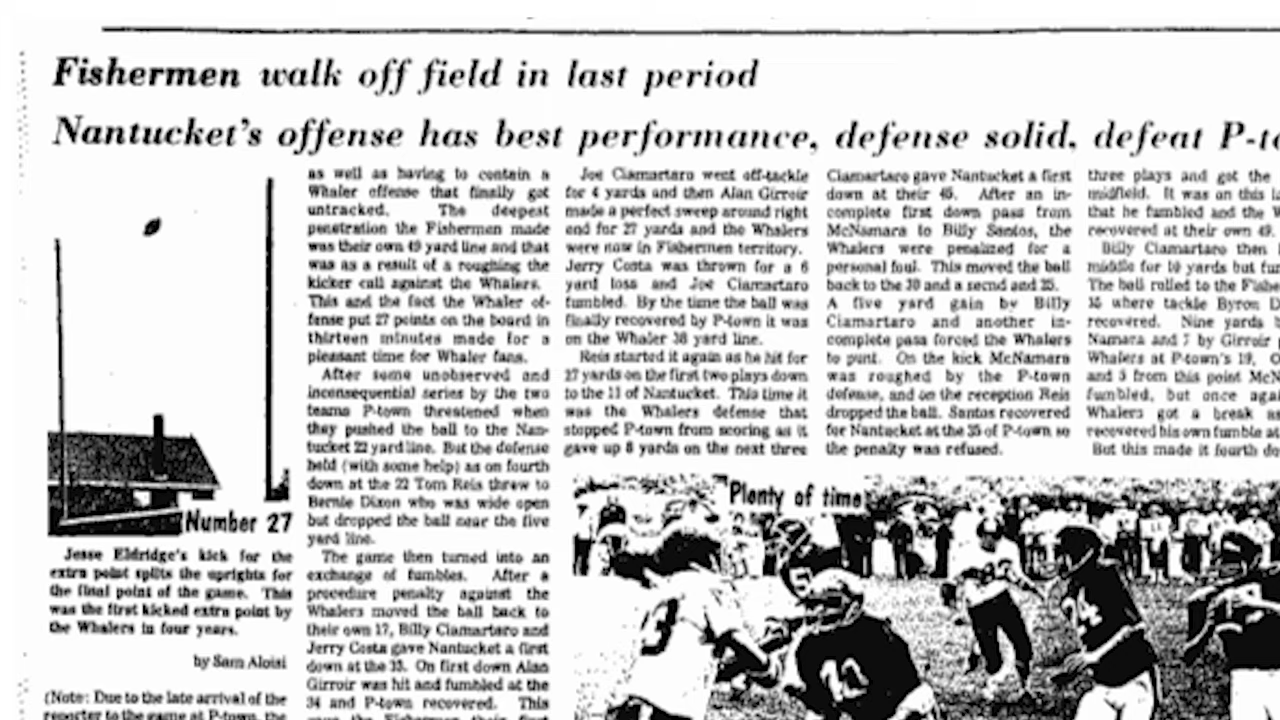 Fishermen walk off field in last period
Nantucket's offense has best performance, defense solid, defeat P-to
Number 27
Jesse Eldridge's kick for the
extra point splits the uprights for
the final point of the game. This
was the first kicked extra point by
the Whalers in four years.
by Sam Aloisi
(Note: Due to the late arrival of the
reporter to the game at P-town, the
as well as having to contain a
Whaler offense that finally got
untracked. The deepest
penetration the Fishermen made
was their own 49 yard line and that
was as a result of a roughing the
kicker call against the Whalers.
This and the fact the Whaler of-
fense put 27 points on the board in
thirteen minutes made for a
pleasant time for Whaler fans.
After some unobserved and
inconsequential series by the two
teams P-town threatened when
they pushed the ball to the Nan-
tucket 22 yard line. But the defense
held (with some help) as on fourth
down at the 22 Tom Reis threw to
Bernie Dixon who was wide open
but dropped the ball near the five
yard line.
The game then turned into an
exchange of fumbles. After a
procedure penalty against the
Whalers moved the ball back to
their own 17, Billy Ciamartaro and
Jerry Costa gave Nantucket a first
down at the 33. On first down Alan
Girroir was hit and fumbled at the
34 and P-town recovered. This
gave the Fishermen their first
Joe Ciamartaro went off-tackle
for 4 yards and then Alan Girroir
made a perfect sweep around right
end for 27 yards and the Whalers
were now in Fishermen territory.
Jerry Costa was thrown for a 6
yard loss and Joe Ciamartaro
fumbled. By the time the ball was
finally recovered by P-town it was
on the Whaler 38 yard line.
Reis started it again as he hit for
27 yards on the first two plays down
to the 11 of Nantucket. This time it
was the Whalers defense that
stopped P-town from scoring as it
gave up 8 yards on the next three
Ciamartaro gave Nantucket a first
down at their 45. After an in-
complete first down pass from
McNamara to Billy Santos, the
Whalers were penalized for a
personal foul. This moved the ball
back to the 30 and a second and 25.
A five yard gain by Billy
Ciamartaro and another in-
complete pass forced the Whalers
to punt. On the kick McNamara
was roughed by the P-town
defense, and on the reception Reis
dropped the ball. Santos recovered
for Nantucket at the 35 of P-town so
the penalty was refused.
three plays and got the
midfield. It was on this la
that he fumbled and the W
recovered at their own 49.
Billy Ciamartaro then
middle for 10 yards but fum
The ball rolled to the Fishe
35 where tackle Byron D
recovered. Nine yards
Namara and 7 by Girroir p
Whalers at P-town's 19.
and 5 from this point McN
fumbled, but once aga
Whalers got a break as
recovered his own fumble at
But this made it fourth do
Plenty of time
3
11
24